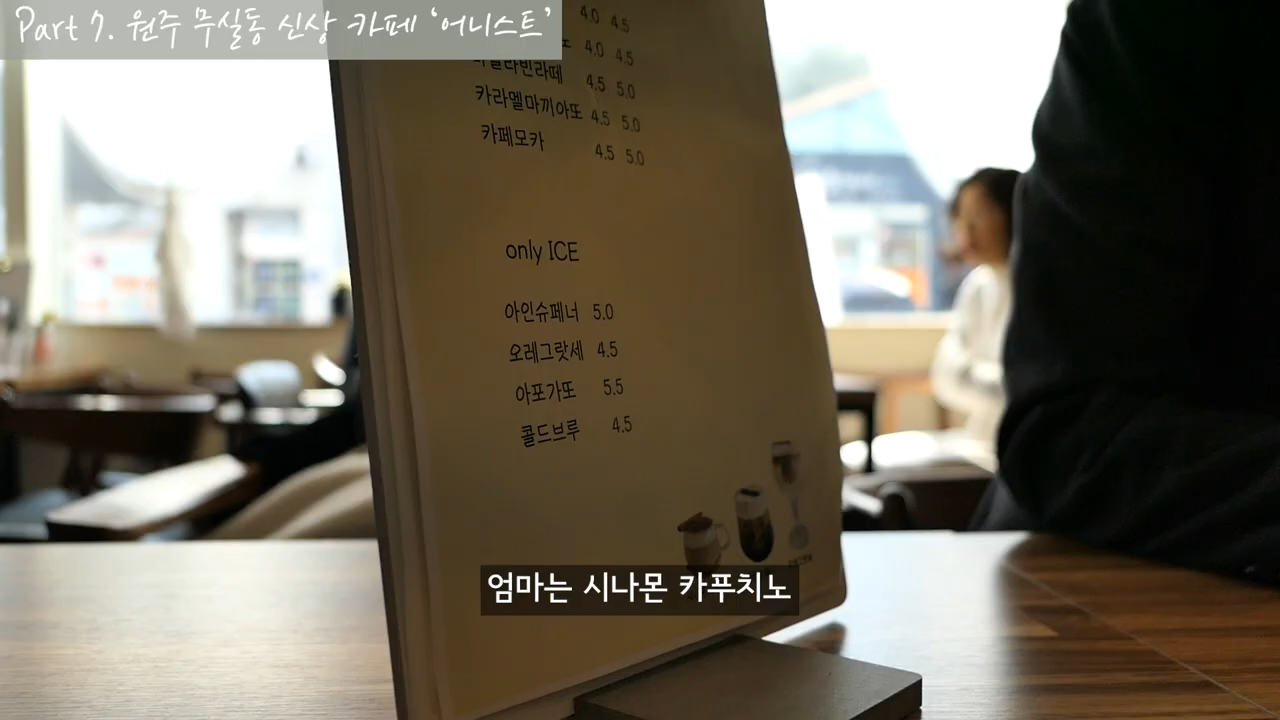 Part 7. 원주 무실동 신상 카페 '어니스트'
4.0 4.5
노 4.0 4.5
바닐라빈라떼 4.5 5.0
카라멜마끼아또 4.5 5.0
카페모카 4.5 5.0
only ICE
아인슈페너 5.0
오레그랏세 4.5
아포가또 5.5
콜드브루 4.5
엄마는 시나몬 카푸치노